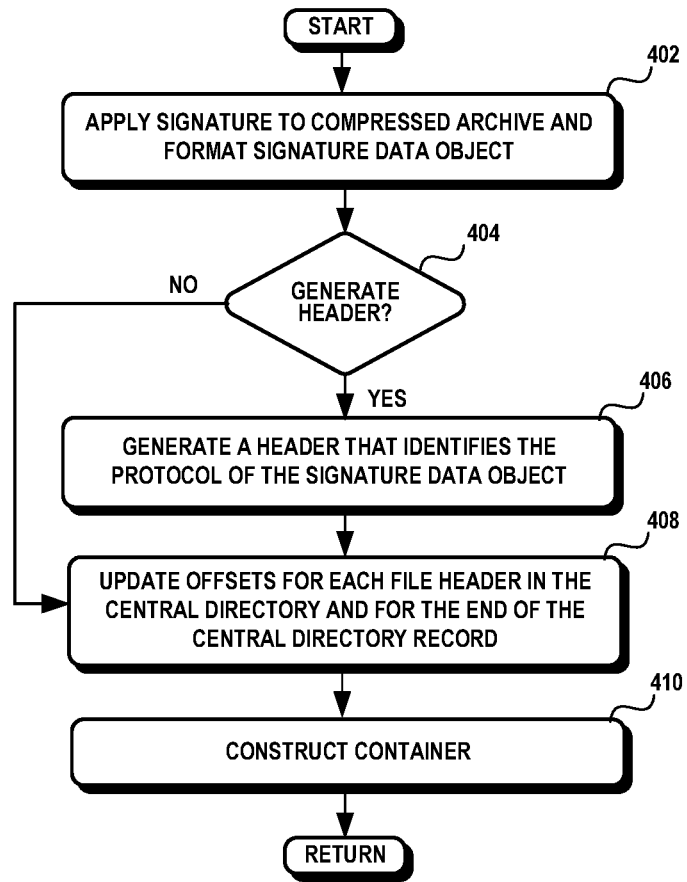 START
402
APPLY SIGNATURE TO COMPRESSED ARCHIVE AND
FORMAT SIGNATURE DATA OBJECT
404
GENERATE
HEADER?
NO
YES
406
GENERATE A HEADER THAT IDENTIFIES THE
PROTOCOL OF THE SIGNATURE DATA OBJECT
408
UPDATE OFFSETS FOR EACH FILE HEADER IN THE
CENTRAL DIRECTORY AND FOR THE END OF THE
CENTRAL DIRECTORY RECORD
410
CONSTRUCT CONTAINER
RETURN